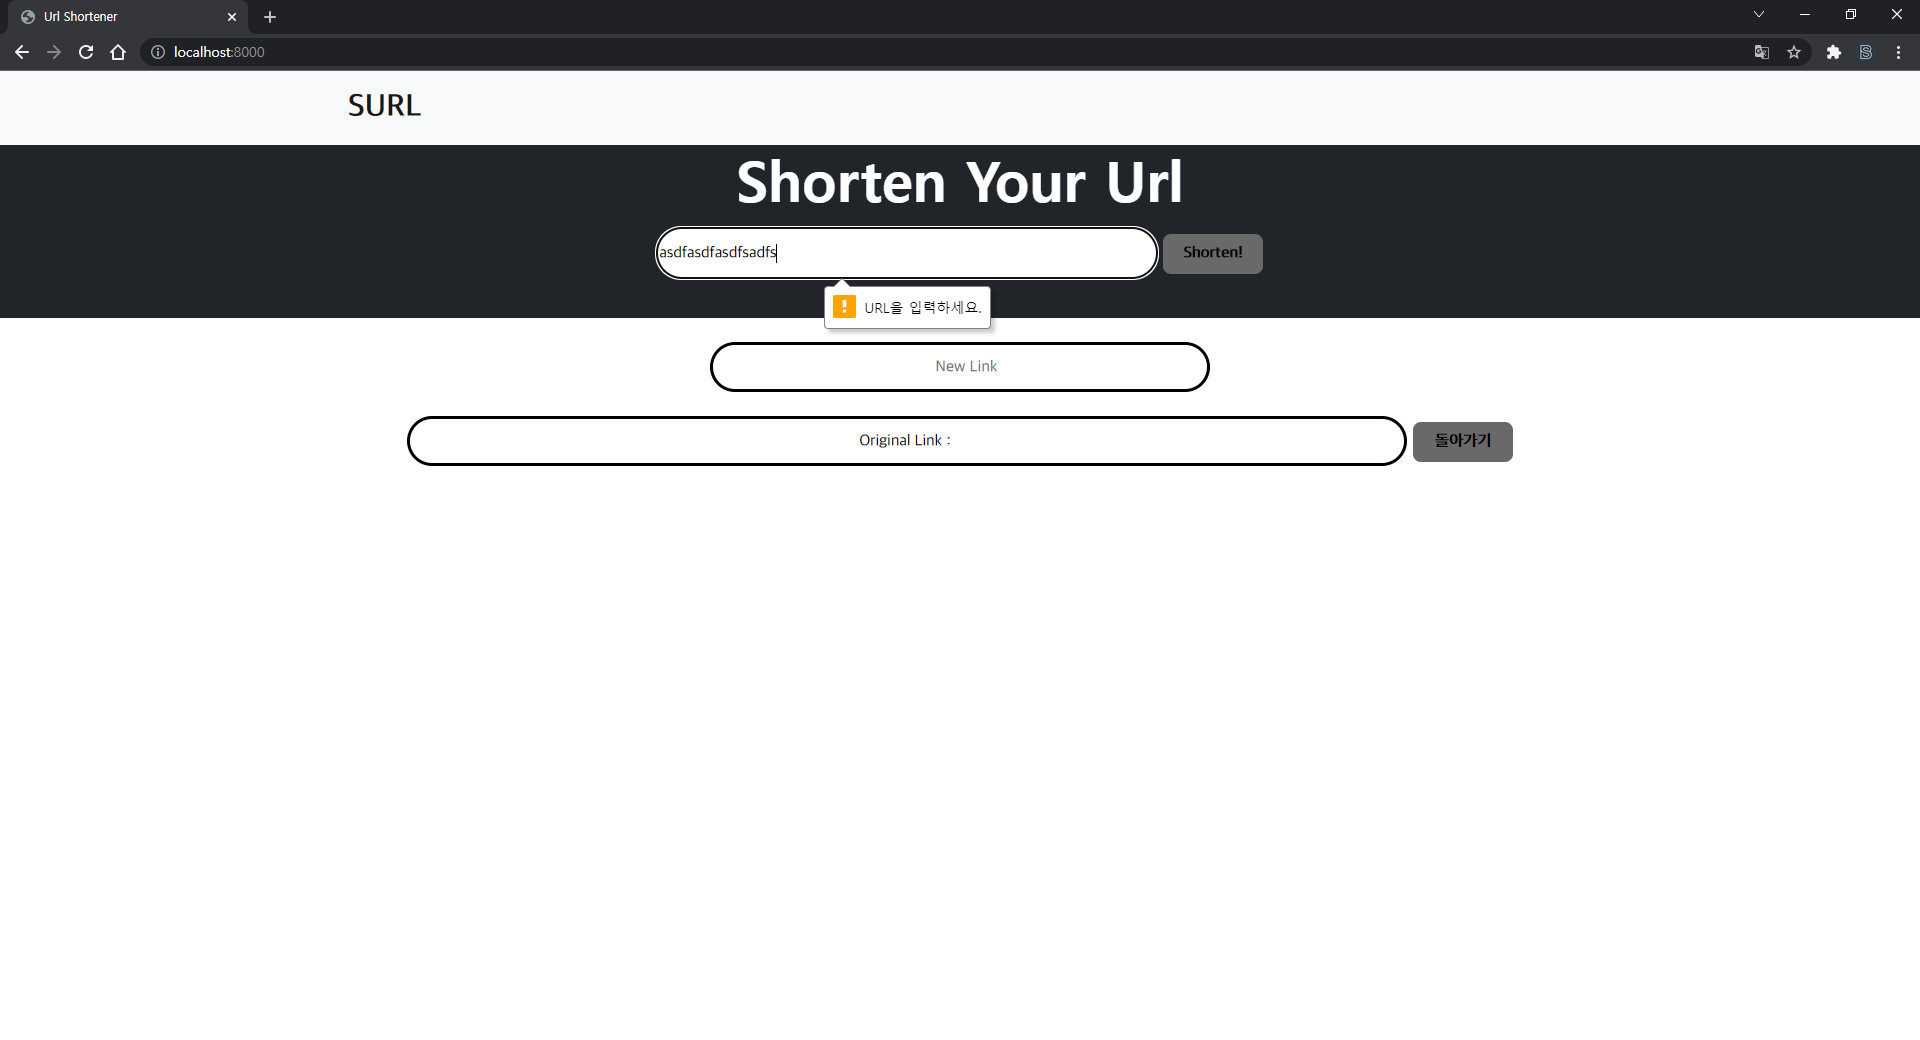 Url Shortener
localhost:8000
SURL
Shorten Your Url
asdfasdfasdfsadfs
Shorten!
URL을 입력하세요.
New Link
Original Link :
돌아가기